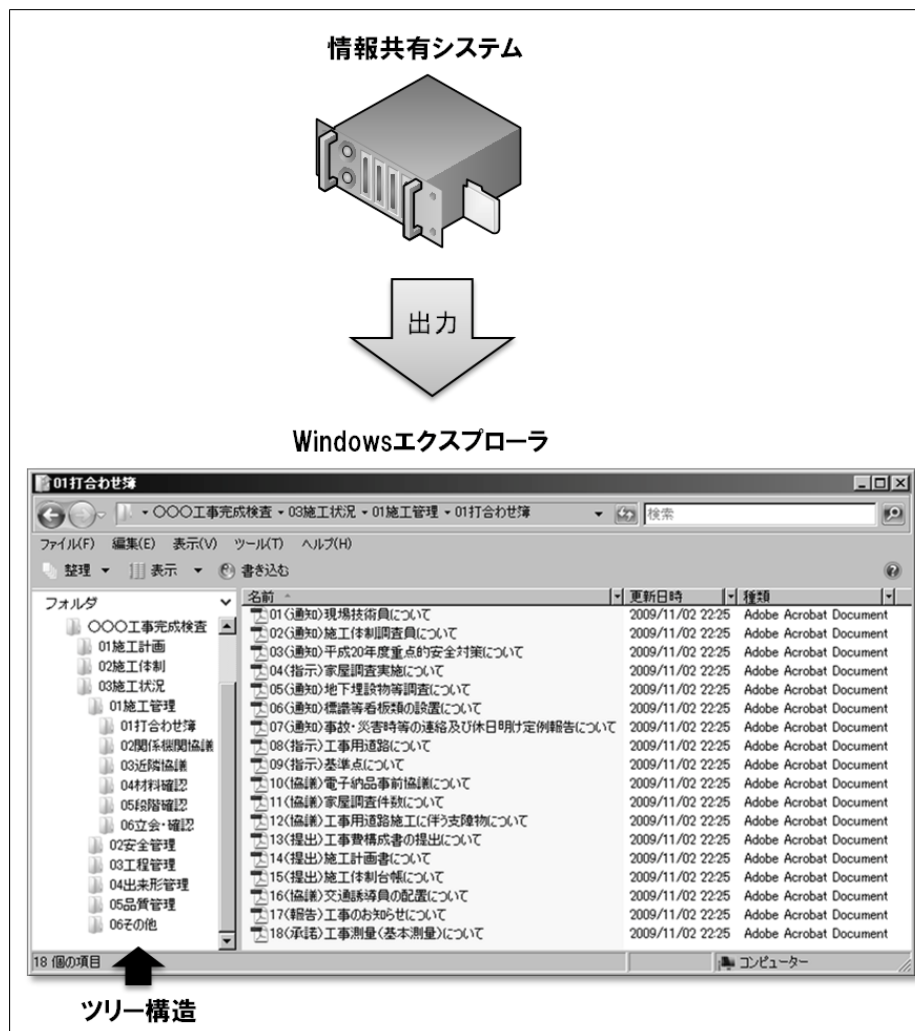 情報共有システム
出力
Windowsエクスプローラ
01打合わせ簿
〇〇〇工事完成検査 03施工状況 01施工管理 01打合わせ簿 検索
ファイル(F) 編集(E) 表示(V) ツール(T) ヘルプ(H)
整理 表示 書き込む
フォルダ
〇〇〇工事完成検査
01施工計画
02施工体制
03施工状況
01施工管理
01打合わせ簿
02関係機関協議
03近隣協議
04材料確認
05段階確認
06立会・確認
02安全管理
03工程管理
04出来形管理
05品質管理
06その他
名前 更新日時 種類
01(通知)現場技術員について 2009/11/02 22:25 Adobe Acrobat Document
02(通知)施工体制調査員について 2009/11/02 22:25 Adobe Acrobat Document
03(通知)平成20年度重点的安全対策について 2009/11/02 22:25 Adobe Acrobat Document
04(指示)家屋調査実施について 2009/11/02 22:25 Adobe Acrobat Document
05(通知)地下埋設物等調査について 2009/11/02 22:25 Adobe Acrobat Document
06(通知)標識等看板類の設置について 2009/11/02 22:25 Adobe Acrobat Document
07(通知)事故・災害時等の連絡及び休日明け定例報告について 2009/11/02 22:25 Adobe Acrobat Document
08(指示)工事用道路について 2009/11/02 22:25 Adobe Acrobat Document
09(指示)基準点について 2009/11/02 22:25 Adobe Acrobat Document
10(協議)電子納品事前協議について 2009/11/02 22:25 Adobe Acrobat Document
11(協議)家屋調査件数について 2009/11/02 22:25 Adobe Acrobat Document
12(協議)工事用道路施工に伴う支障物について 2009/11/02 22:25 Adobe Acrobat Document
13(提出)工事費構成書の提出について 2009/11/02 22:25 Adobe Acrobat Document
14(提出)施工計画書について 2009/11/02 22:25 Adobe Acrobat Document
15(提出)施工体制台帳について 2009/11/02 22:25 Adobe Acrobat Document
16(協議)交通誘導員の配置について 2009/11/02 22:25 Adobe Acrobat Document
17(報告)工事のお知らせについて 2009/11/02 22:25 Adobe Acrobat Document
18(承諾)工事測量(基本測量)について 2009/11/02 22:25 Adobe Acrobat Document
18 個の項目 コンピューター
ツリー構造